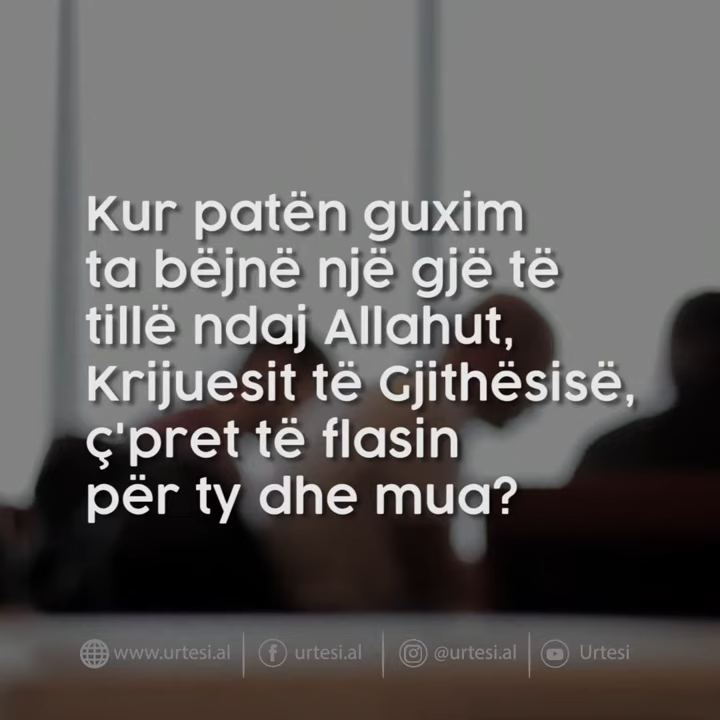 Kur patën guxim
ta bëjnë një gjë të
tillë ndaj Allahut,
Krijuesit të Gjithësisë,
ç'pret të flasin
për ty dhe mua?
www.urtesi.al urtesi.al @urtesi.al Urtesi